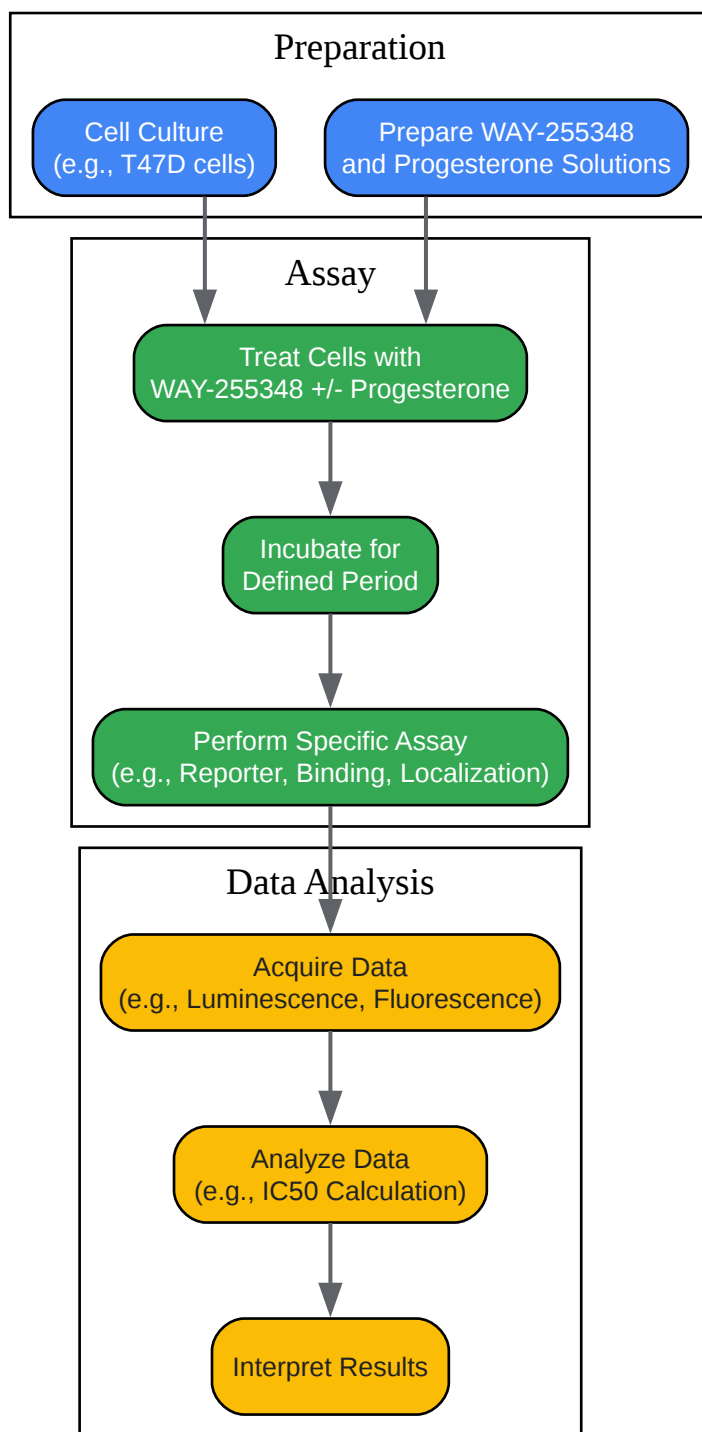 Preparation
Cell Culture
(e.g., T47D cells)
Prepare WAY-255348
and Progesterone Solutions
Assay
Treat Cells with
WAY-255348 +/- Progesterone
Incubate for
Defined Period
Perform Specific Assay
(e.g., Reporter, Binding, Localization)
Data Analysis
Acquire Data
(e.g., Luminescence, Fluorescence)
Analyze Data
(e.g., IC50 Calculation)
Interpret Results